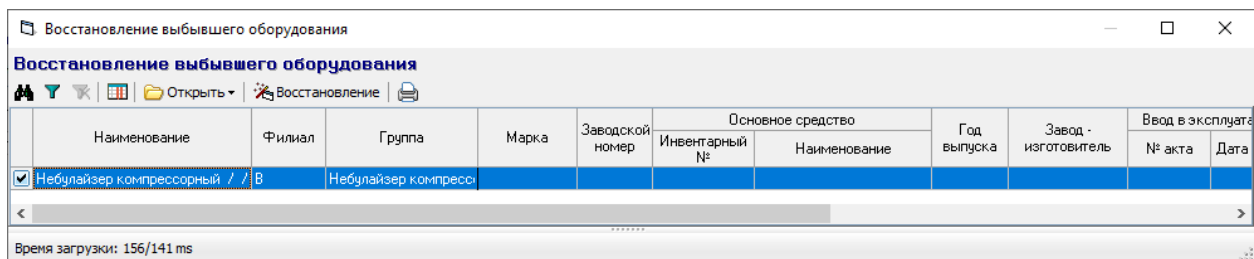 Восстановление выбывшего оборудования
Восстановление выбывшего оборудования
Открыть Восстановление
Наименование Филиал Группа Марка Заводской номер Основное средство Инвентарный № Наименование Год выпуска Завод - изготовитель Ввод в эксплуата № акта Дата
Небулайзер компрессорный / / В Небулайзер компресс
Время загрузки: 156/141 ms